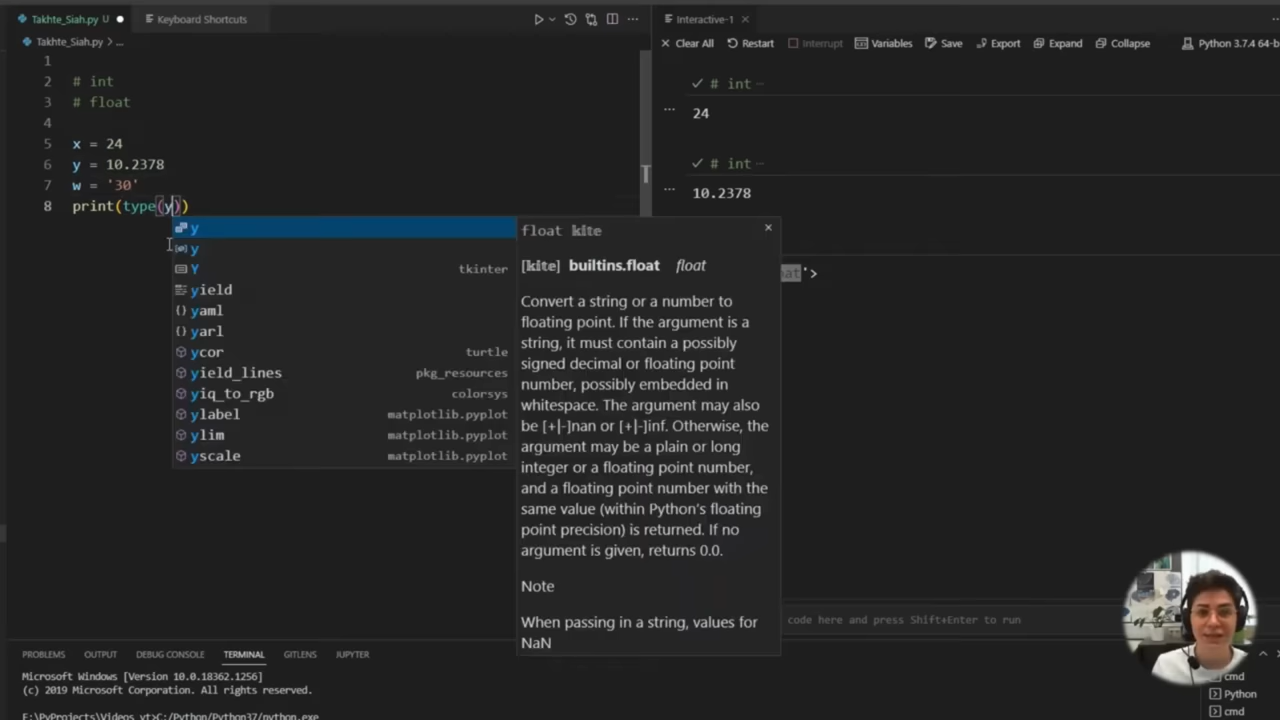 Takhte_Siah.py U
Keyboard Shortcuts
Interactive-1
Takhte_Siah.py > ...
Clear All Restart Interrupt Variables Save Export Expand Collapse Python 3.7.4 64-b
1
2 # int
3 # float
4
5 x = 24
6 y = 10.2378
7 w = '30'
8 print(type(y))
y
y
Y tkinter
yield
yaml
yarl
ycor turtle
yield_lines pkg_resources
yiq_to_rgb colorsys
ylabel matplotlib.pyplot
ylim matplotlib.pyplot
yscale matplotlib.pyplot
float kite
[kite] builtins.float float
Convert a string or a number to
floating point. If the argument is a
string, it must contain a possibly
signed decimal or floating point
number, possibly embedded in
whitespace. The argument may also
be [+|-]nan or [+|-]inf. Otherwise, the
argument may be a plain or long
integer or a floating point number,
and a floating point number with the
same value (within Python's floating
point precision) is returned. If no
argument is given, returns 0.0.
Note
When passing in a string, values for
NaN
# int
24
# int
10.2378
at'>
code here and press Shift+Enter to run
PROBLEMS OUTPUT DEBUG CONSOLE TERMINAL GITLENS JUPYTER
Microsoft Windows [Version 10.0.18362.1256]
(c) 2019 Microsoft Corporation. All rights reserved.
E:\PyProjects\Videos_yt>C:/Python/Python37/python.exe
cmd
Python
cmd